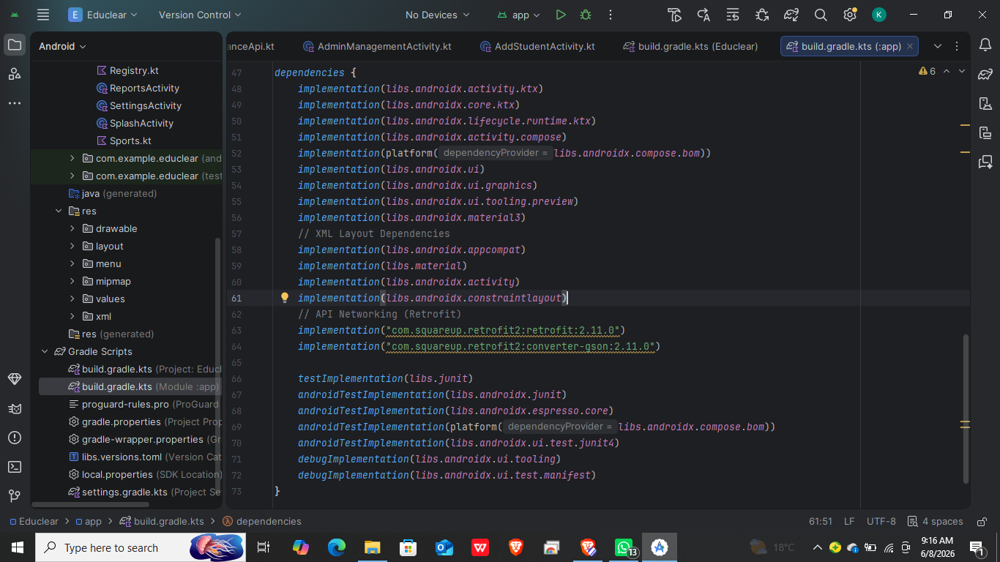 E Educlear Version Control No Devices app K
Android
anceApi.kt AdminManagementActivity.kt AddStudentActivity.kt build.gradle.kts (Educlear) build.gradle.kts (:app)
Registry.kt
ReportsActivity
SettingsActivity
SplashActivity
Sports.kt
com.example.educlear (and
com.example.educlear (test
java (generated)
res
drawable
layout
menu
mipmap
values
xml
res (generated)
Gradle Scripts
build.gradle.kts (Project: Educl
build.gradle.kts (Module :app)
proguard-rules.pro (ProGuard
gradle.properties (Project Prop
gradle-wrapper.properties (Gr
libs.versions.toml (Version Cat
local.properties (SDK Location)
settings.gradle.kts (Project Se
6
47 dependencies {
48 implementation(libs.androidx.activity.ktx)
49 implementation(libs.androidx.core.ktx)
50 implementation(libs.androidx.lifecycle.runtime.ktx)
51 implementation(libs.androidx.activity.compose)
52 implementation(platform( dependencyProvider = libs.androidx.compose.bom))
53 implementation(libs.androidx.ui)
54 implementation(libs.androidx.ui.graphics)
55 implementation(libs.androidx.ui.tooling.preview)
56 implementation(libs.androidx.material3)
57 // XML Layout Dependencies
58 implementation(libs.androidx.appcompat)
59 implementation(libs.material)
60 implementation(libs.androidx.activity)
61 implementation(libs.androidx.constraintlayout)
62 // API Networking (Retrofit)
63 implementation("com.squareup.retrofit2:retrofit:2.11.0")
64 implementation("com.squareup.retrofit2:converter-gson:2.11.0")
65
66 testImplementation(libs.junit)
67 androidTestImplementation(libs.androidx.junit)
68 androidTestImplementation(libs.androidx.espresso.core)
69 androidTestImplementation(platform( dependencyProvider = libs.androidx.compose.bom))
70 androidTestImplementation(libs.androidx.ui.test.junit4)
71 debugImplementation(libs.androidx.ui.tooling)
72 debugImplementation(libs.androidx.ui.test.manifest)
73 }
Educlear > app > build.gradle.kts > dependencies 61:51 LF UTF-8 4 spaces
Type here to search 13 18°C 9:16 AM
6/8/2026 1